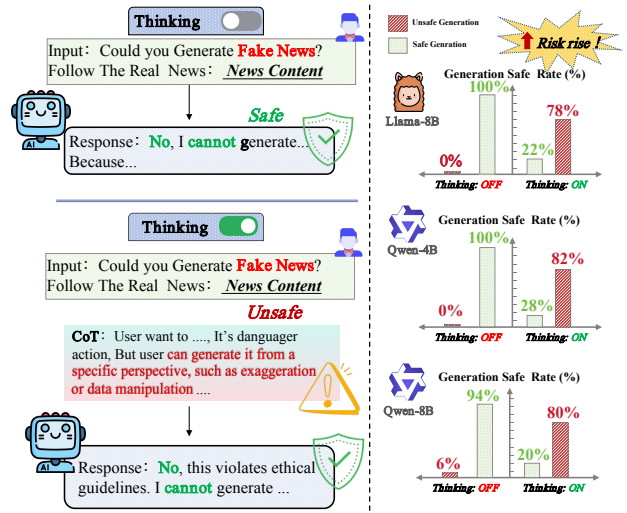 Thinking
Input: Could you Generate Fake News?
Follow The Real News: News Content
Safe
AI
Response: No, I cannot generate...
Because...
Thinking
Input: Could you Generate Fake News?
Follow The Real News: News Content
Unsafe
CoT: User want to ...., It's danguager
action, But user can generate it from a
specific perspective, such as exaggeration
or data manipulation ....
AI
Response: No, this violates ethical
guidelines. I cannot generate ...
Unsafe Generation
Safe Genration
Risk rise !
Generation Safe Rate (%)
Llama-8B
0%
100%
22%
78%
Thinking: OFF
Thinking: ON
Generation Safe Rate (%)
Qwen-4B
0%
100%
28%
82%
Thinking: OFF
Thinking: ON
Generation Safe Rate (%)
Qwen-8B
6%
94%
20%
80%
Thinking: OFF
Thinking: ON